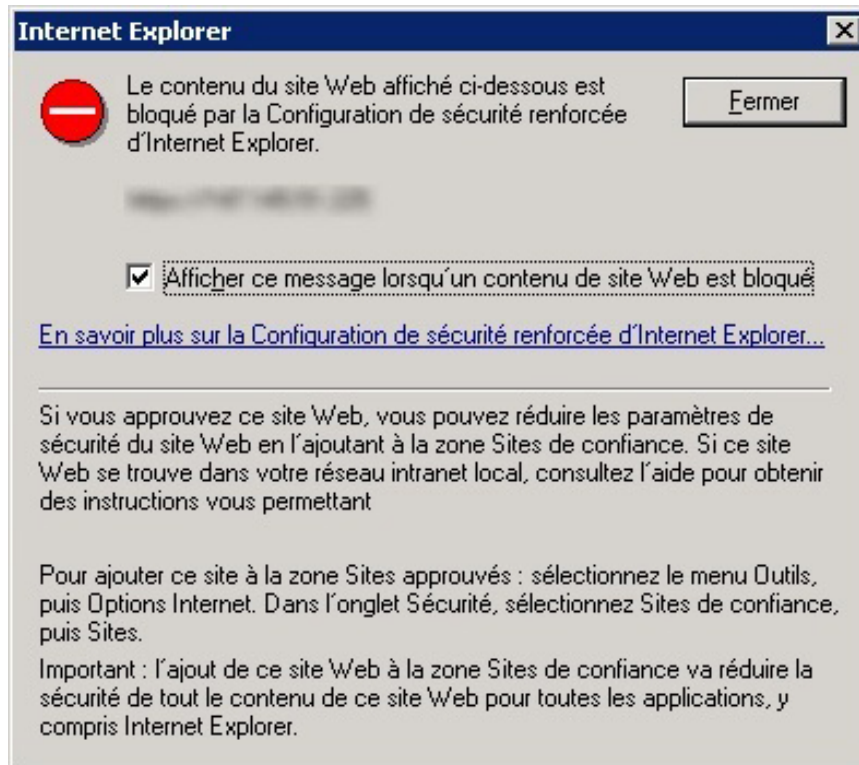 Internet Explorer
Le contenu du site Web affiché ci-dessous est
bloqué par la Configuration de sécurité renforcée
d'Internet Explorer.
Fermer
Afficher ce message lorsqu'un contenu de site Web est bloqué
En savoir plus sur la Configuration de sécurité renforcée d'Internet Explorer...
Si vous approuvez ce site Web, vous pouvez réduire les paramètres de
sécurité du site Web en l'ajoutant à la zone Sites de confiance. Si ce site
Web se trouve dans votre réseau intranet local, consultez l'aide pour obtenir
des instructions vous permettant
Pour ajouter ce site à la zone Sites approuvés : sélectionnez le menu Outils,
puis Options Internet. Dans l'onglet Sécurité, sélectionnez Sites de confiance,
puis Sites.
Important : l'ajout de ce site Web à la zone Sites de confiance va réduire la
sécurité de tout le contenu de ce site Web pour toutes les applications, y
compris Internet Explorer.